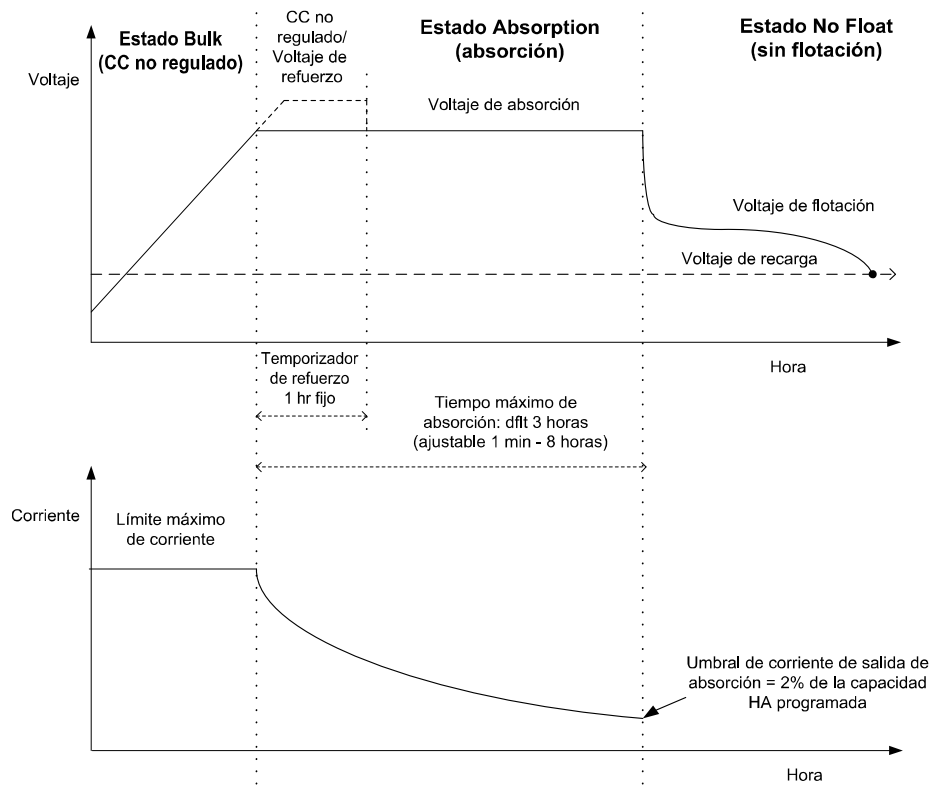 Estado Bulk
(CC no regulado)
CC no
regulado/
Voltaje de
refuerzo
Estado Absorption
(absorción)
Estado No Float
(sin flotación)
Voltaje
Voltaje de absorción
Voltaje de flotación
Voltaje de recarga
Hora
Temporizador
de refuerzo
1 hr fijo
Tiempo máximo de
absorción: dflt 3 horas
(ajustable 1 min - 8 horas)
Corriente
Límite máximo
de corriente
Umbral de corriente de salida de
absorción = 2% de la capacidad
HA programada
Hora